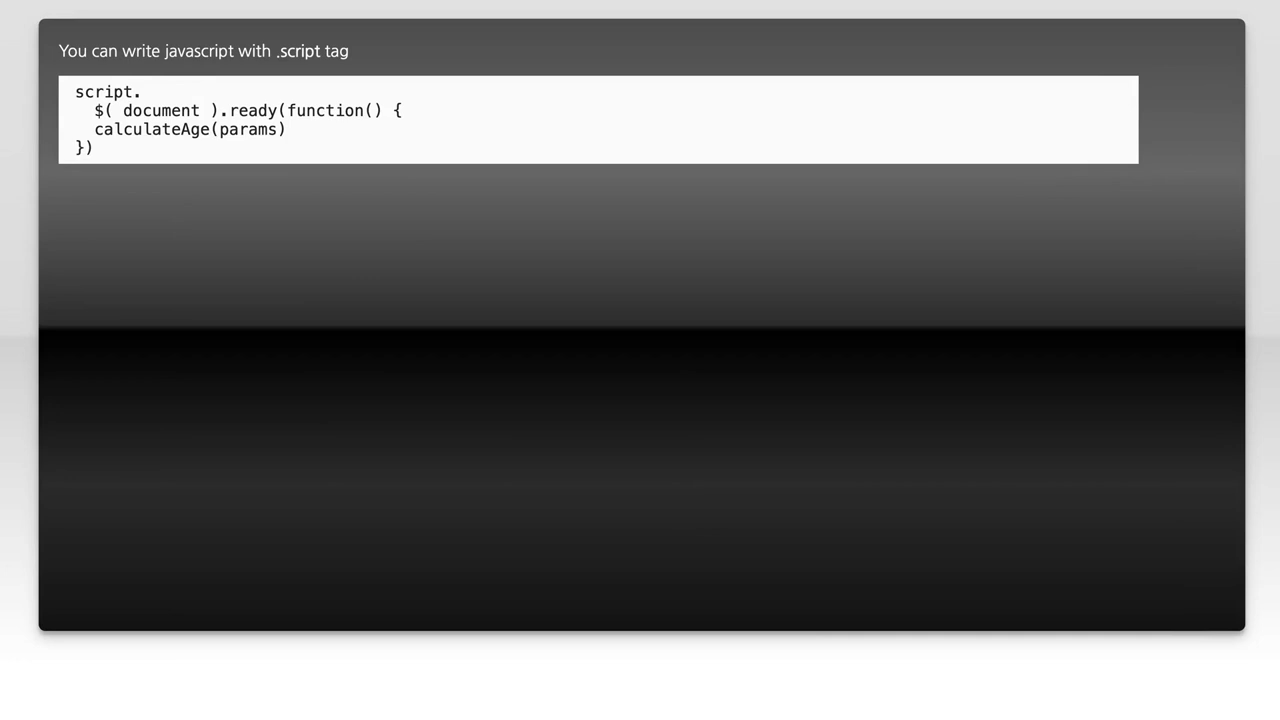 You can write javascript with .script tag
script.
  $( document ).ready(function() {
  calculateAge(params)
})